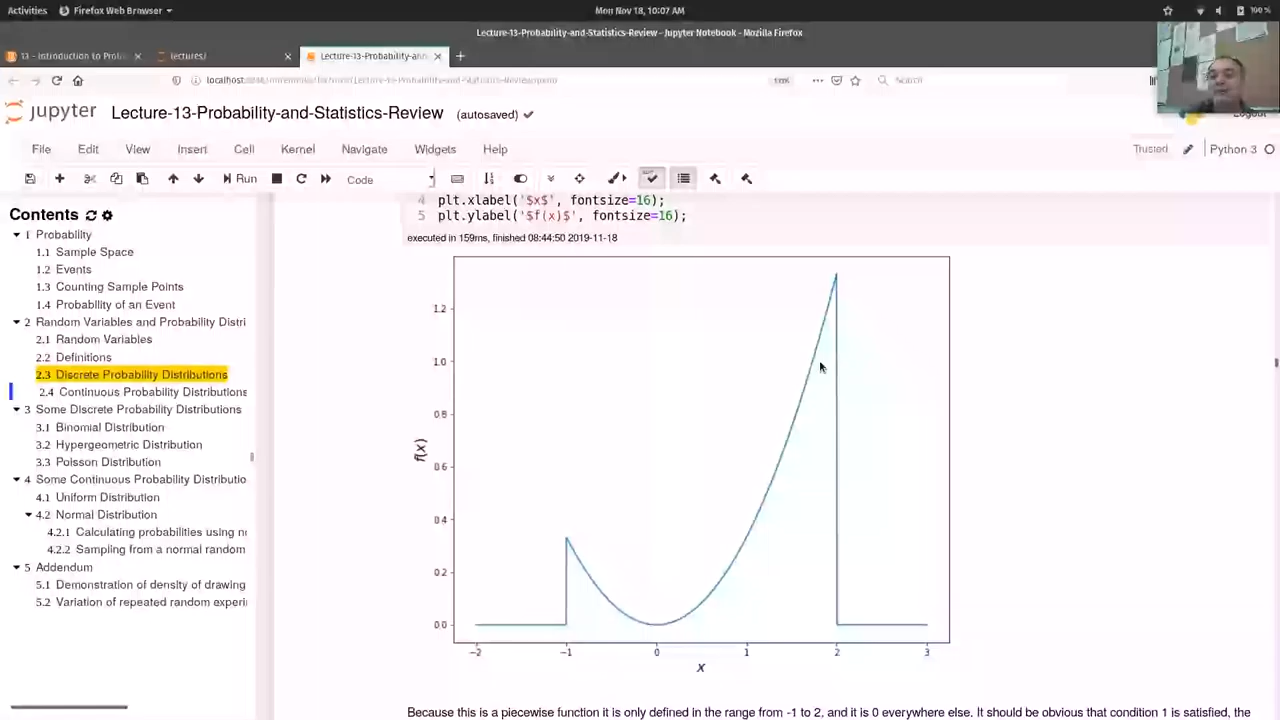 Activities Firefox Web Browser Mon Nov 18, 10:07 AM 100 %
Lecture-13-Probability-and-Statistics-Review - Jupyter Notebook - Mozilla Firefox
13 - Introduction to Prob lectures/ Lecture-13-Probability-an
Search
jupyter Lecture-13-Probability-and-Statistics-Review (autosaved) Logout
File Edit View Insert Cell Kernel Navigate Widgets Help Trusted Python 3
Run Code
4 plt.xlabel('$x$', fontsize=16);
5 plt.ylabel('$f(x)$', fontsize=16);
executed in 159ms, finished 08:44:50 2019-11-18
Contents
1 Probability
1.1 Sample Space
1.2 Events
1.3 Counting Sample Points
1.4 Probability of an Event
2 Random Variables and Probability Distri
2.1 Random Variables
2.2 Definitions
2.3 Discrete Probability Distributions
2.4 Continuous Probability Distributions
3 Some Discrete Probability Distributions
3.1 Binomial Distribution
3.2 Hypergeometric Distribution
3.3 Poisson Distribution
4 Some Continuous Probability Distributio
4.1 Uniform Distribution
4.2 Normal Distribution
4.2.1 Calculating probabilities using n
4.2.2 Sampling from a normal random
5 Addendum
5.1 Demonstration of density of drawing
5.2 Variation of repeated random experi
1.2
1.0
0.8
0.6
0.4
0.2
0.0
f(x)
−2 −1 0 1 2 3
x
Because this is a piecewise function it is only defined in the range from -1 to 2, and it is 0 everywhere else. It should be obvious that condition 1 is satisfied, the